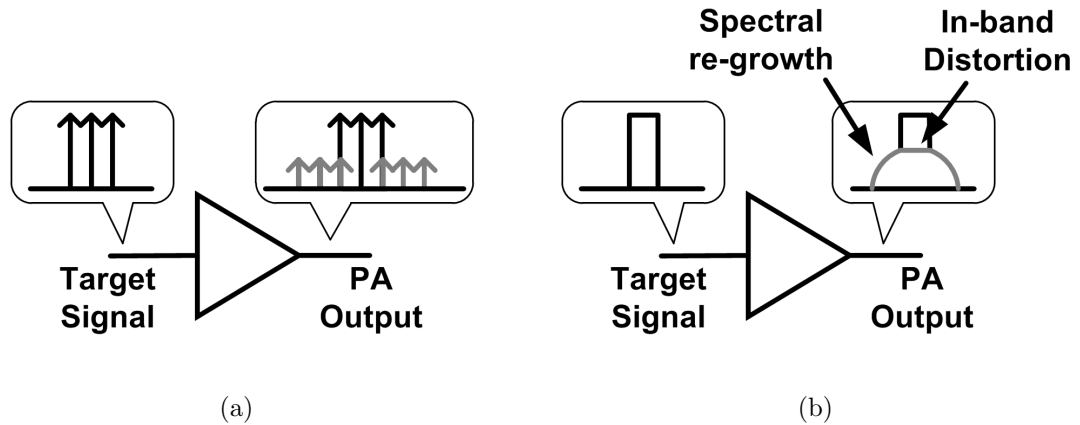 Spectral
re-growth
In-band
Distortion
Target
Signal
PA
Output
Target
Signal
PA
Output
(a)
(b)